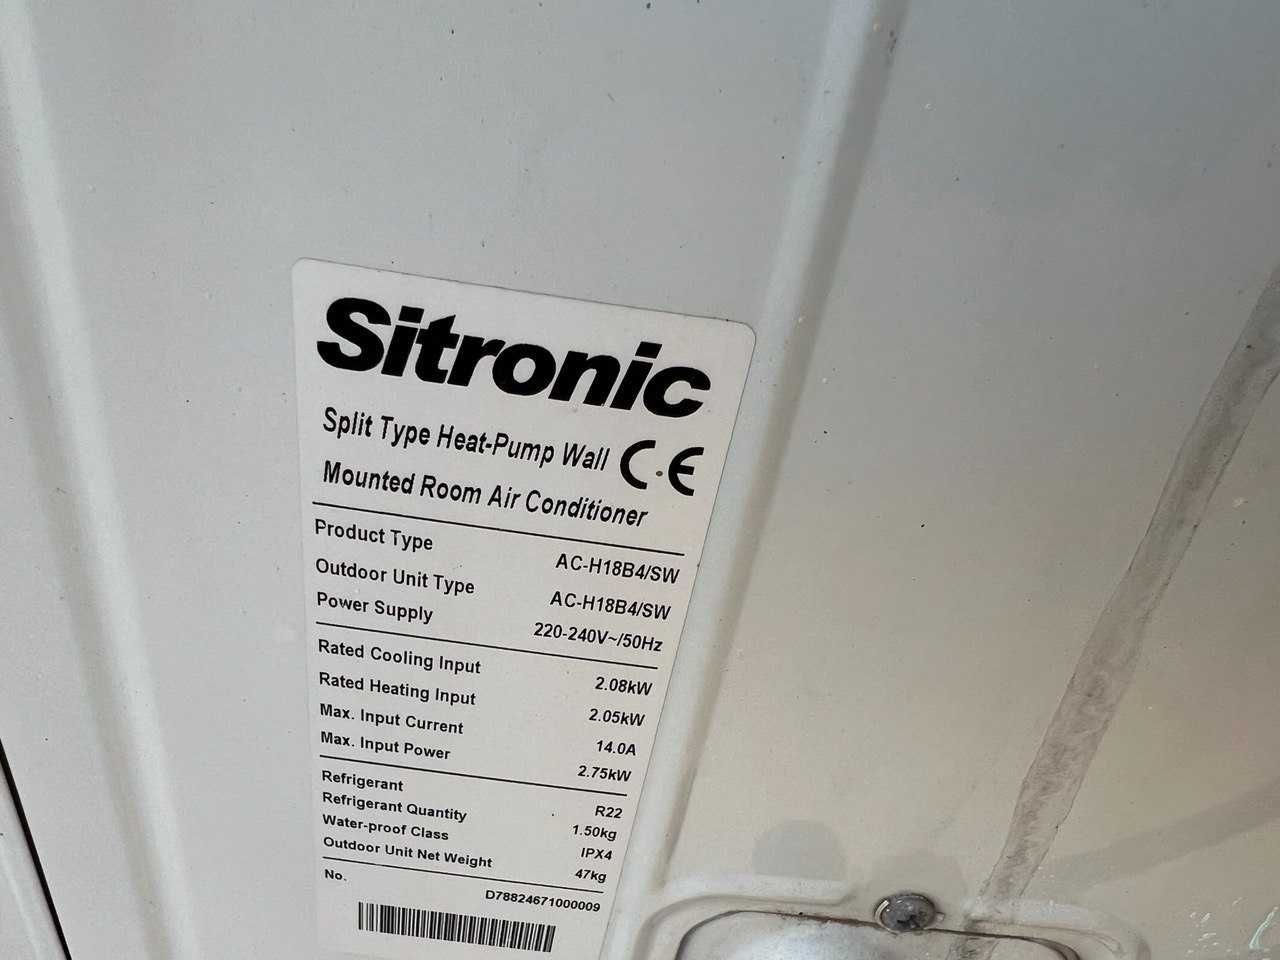 Sitronic
Split Type Heat-Pump Wall CE
Mounted Room Air Conditioner
Product Type AC-H18B4/SW
Outdoor Unit Type AC-H18B4/SW
Power Supply 220-240V~/50Hz
Rated Cooling Input 2.08kW
Rated Heating Input 2.05kW
Max. Input Current 14.0A
Max. Input Power 2.75kW
Refrigerant R22
Refrigerant Quantity 1.50kg
Water-proof Class IPX4
Outdoor Unit Net Weight 47kg
No. D78824671000009